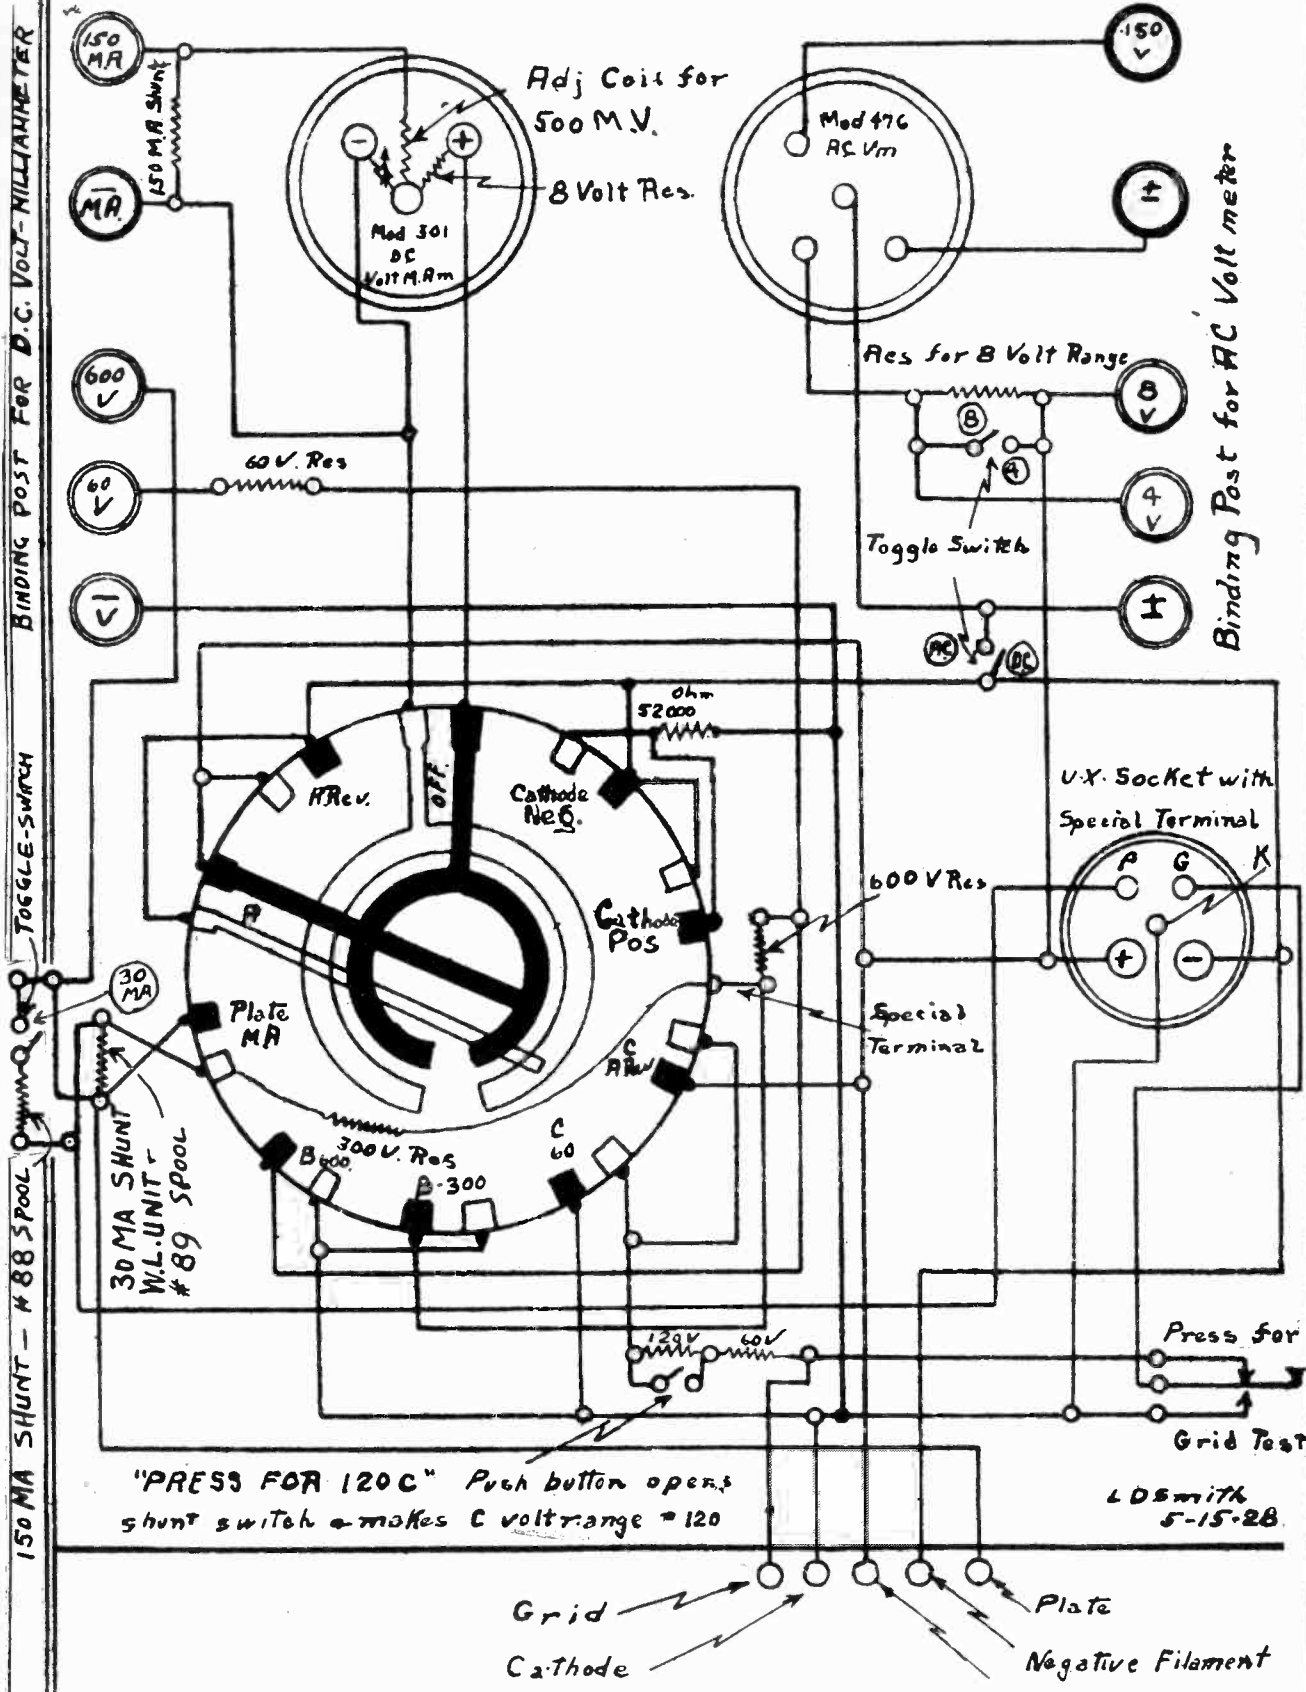 BINDING POST FOR D.C. VOLT-MILLIAMMETER
TOGGLE-SWITCH
150 MA SHUNT - #88 SPOOL
150
MA
150 M.A. Shunt
—
MA.
600
V
60
V
60 V. Res
—
V
Adj Coil for
500 M.V.
8 Volt Res.
- +
Mod 301
DC
Volt M.Am
Mod 476
AC Vm
150
V
±
Res for 8 Volt Range
8
V
8
4
4
V
Toggle Switch
±
AC
DC
Binding Post for AC Volt meter
Ohm
52000
A Rev.
OFF.
Cathode
Neg.
Cathode
Pos
600 V Res
Special
Terminal
U.X. Socket with
Special Terminal
P G K
+ -
A
30
MA
Plate
MA
C
A Rev
C
60
300 V. Res
B 600
B-300
30 MA SHUNT
W.L. UNIT-
#89 SPOOL
120V 60V
Press for
Grid Test
"PRESS FOR 120 C" Push button opens
shunt switch & makes C volt range = 120
L D Smith
5-15-28.
Grid
Cathode
Plate
Negative Filament